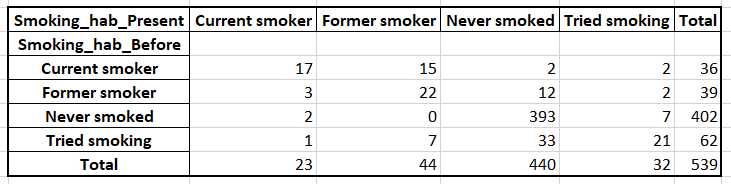 Smoking_hab_Present Current smoker Former smoker Never smoked Tried smoking Total
Smoking_hab_Before
Current smoker 17 15 2 2 36
Former smoker 3 22 12 2 39
Never smoked 2 0 393 7 402
Tried smoking 1 7 33 21 62
Total 23 44 440 32 539